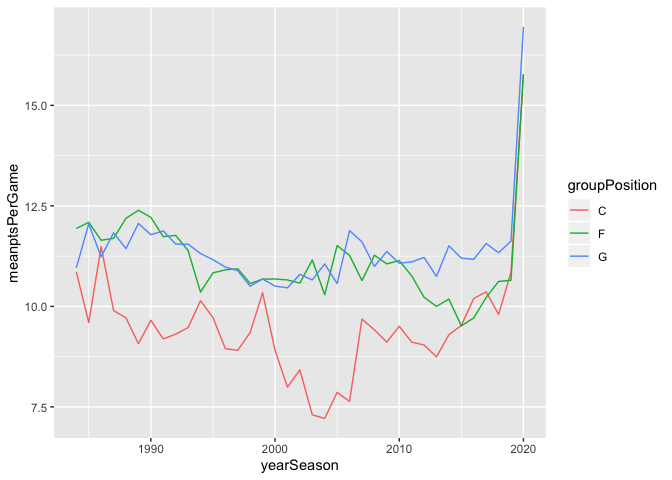 meanptsPerGame
15.0
12.5
10.0
7.5
1990
2000
2010
2020
yearSeason
groupPosition
C
F
G